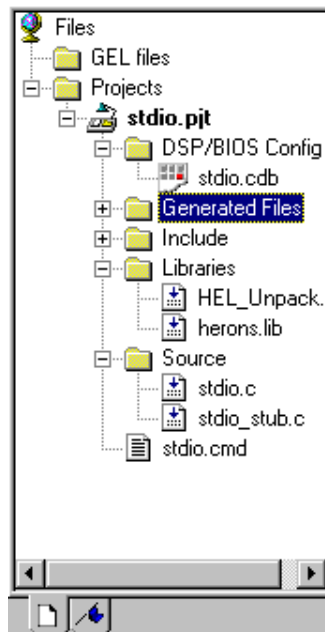 Files
GEL files
Projects
stdio.pjt
DSP/BIOS Config
stdio.cdb
Generated Files
Include
Libraries
HEL_Unpack.
herons.lib
Source
stdio.c
stdio_stub.c
stdio.cmd